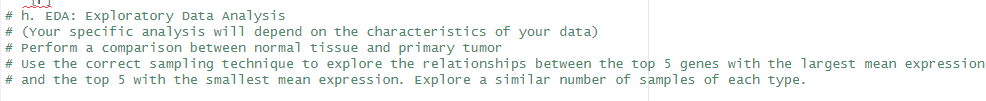 # h. EDA: Exploratory Data Analysis
# (Your specific analysis will depend on the characteristics of your data)
# Perform a comparison between normal tissue and primary tumor
# Use the correct sampling technique to explore the relationships between the top 5 genes with the largest mean expression
# and the top 5 with the smallest mean expression. Explore a similar number of samples of each type.